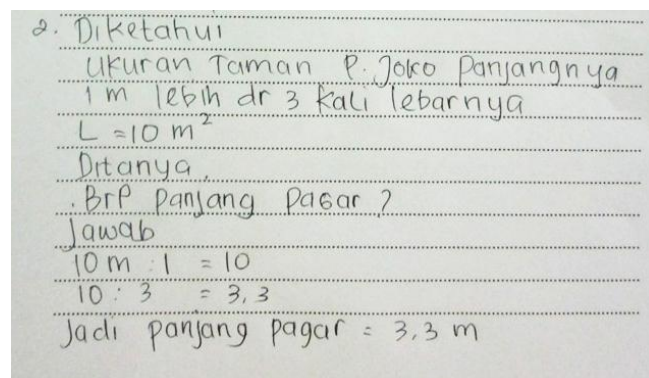 2. Diketahui
Ukuran Taman P. Joko Panjangnya
1 m lebih dr 3 kali lebarnya
L = 10 m²
Ditanya.
. Brp panjang Pagar ?
Jawab
10 m : 1 = 10
10 : 3 = 3,3
Jadi panjang pagar = 3,3 m